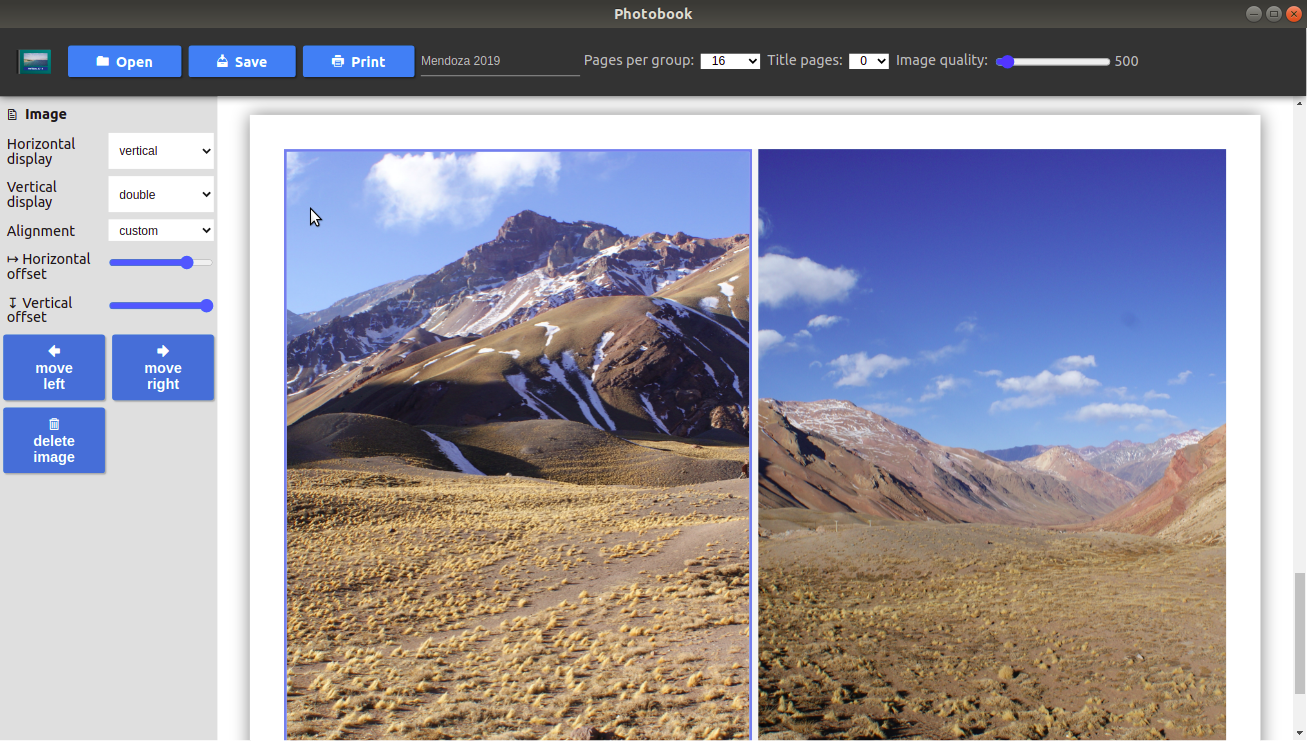 Photobook
Open
Save
Print
Mendoza 2019
Pages per group:
16
Title pages:
0
Image quality:
500
Image
Horizontal
display
vertical
Vertical
display
double
Alignment
custom
↦ Horizontal
offset
↧ Vertical
offset
move
left
move
right
delete
image